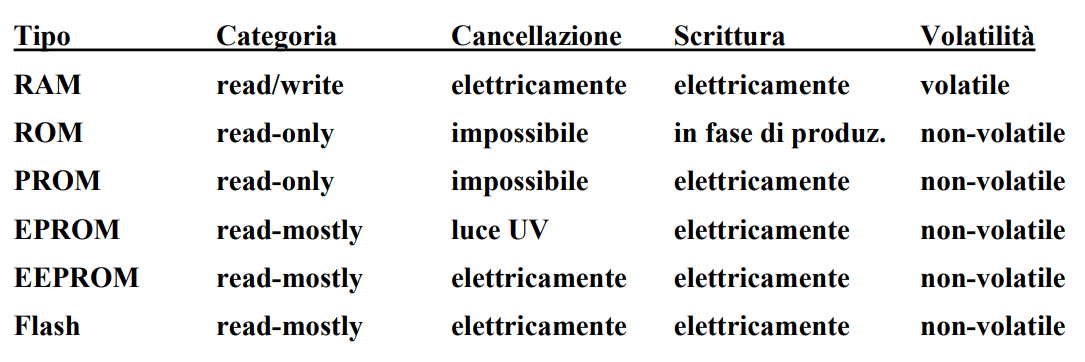 Tipo Categoria Cancellazione Scrittura Volatilità
RAM read/write elettricamente elettricamente volatile
ROM read-only impossibile in fase di produz. non-volatile
PROM read-only impossibile elettricamente non-volatile
EPROM read-mostly luce UV elettricamente non-volatile
EEPROM read-mostly elettricamente elettricamente non-volatile
Flash read-mostly elettricamente elettricamente non-volatile